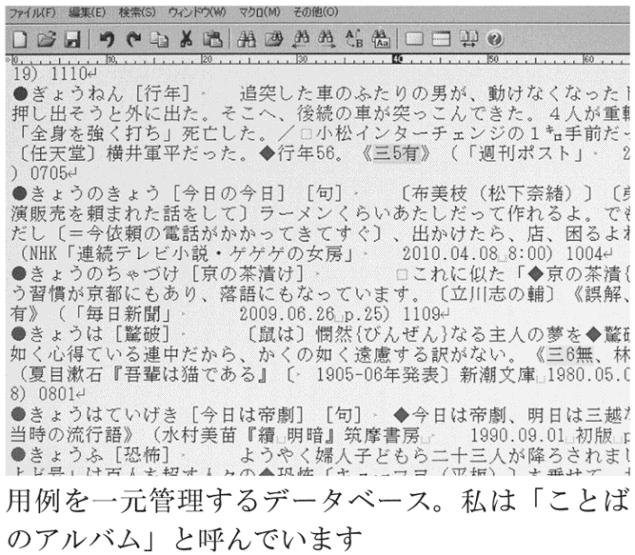 ファイル(F) 編集(E) 検索(S) ウィンドウ(W) マクロ(M) その他(O)
0 10 20 30 40 50 60
19) 1110↵
●ぎょうねん [行年] 追突した車のふたりの男が、動けなくなった
押し出そうと外に出た。そこへ、後続の車が突っこんできた。4人が重軽
「全身を強く打ち」死亡した。／□小松インターチェンジの1㌔手前だっ
〔任天堂〕横井軍平だった。◆行年56。《三5有》（「週刊ポスト」 2
) 0705↵
●きょうのきょう [今日の今日] [句] 〔布美枝（松下奈緒）〕
演販売を頼まれた話をして〕ラーメンくらいあたしだって作れるよ。でも
だし〔＝今依頼の電話がかかってきてすぐ〕、出かけたら、店、困るよね
(NHK「連続テレビ小説・ゲゲゲの女房」 2010.04.08 8:00) 1004↵
●きょうのちゃづけ [京の茶漬け] □これに似た「◆京の茶漬
う習慣が京都にもあり、落語にもなっています。〔立川志の輔〕《誤解、
有》（「毎日新聞」 2009.06.26 p.25) 1109↵
●きょうは [驚破] 〔鼠は〕憫然{びんぜん}なる主人の夢を◆驚破
如く心得ている連中だから、かくの如く遠慮する訳がない。《三6無、林
（夏目漱石『吾輩は猫である』〔 1905-06年発表〕新潮文庫 1980.05.0
8) 0801↵
●きょうはていげき [今日は帝劇] [句] ◆今日は帝劇、明日は三越
当時の流行語》（水村美苗『續 明暗』筑摩書房 1990.09.01 初版
●きょうふ [恐怖] ようやく婦人子どもら二十三人が降ろされまし
用例を一元管理するデータベース。私は「ことば
のアルバム」と呼んでいます